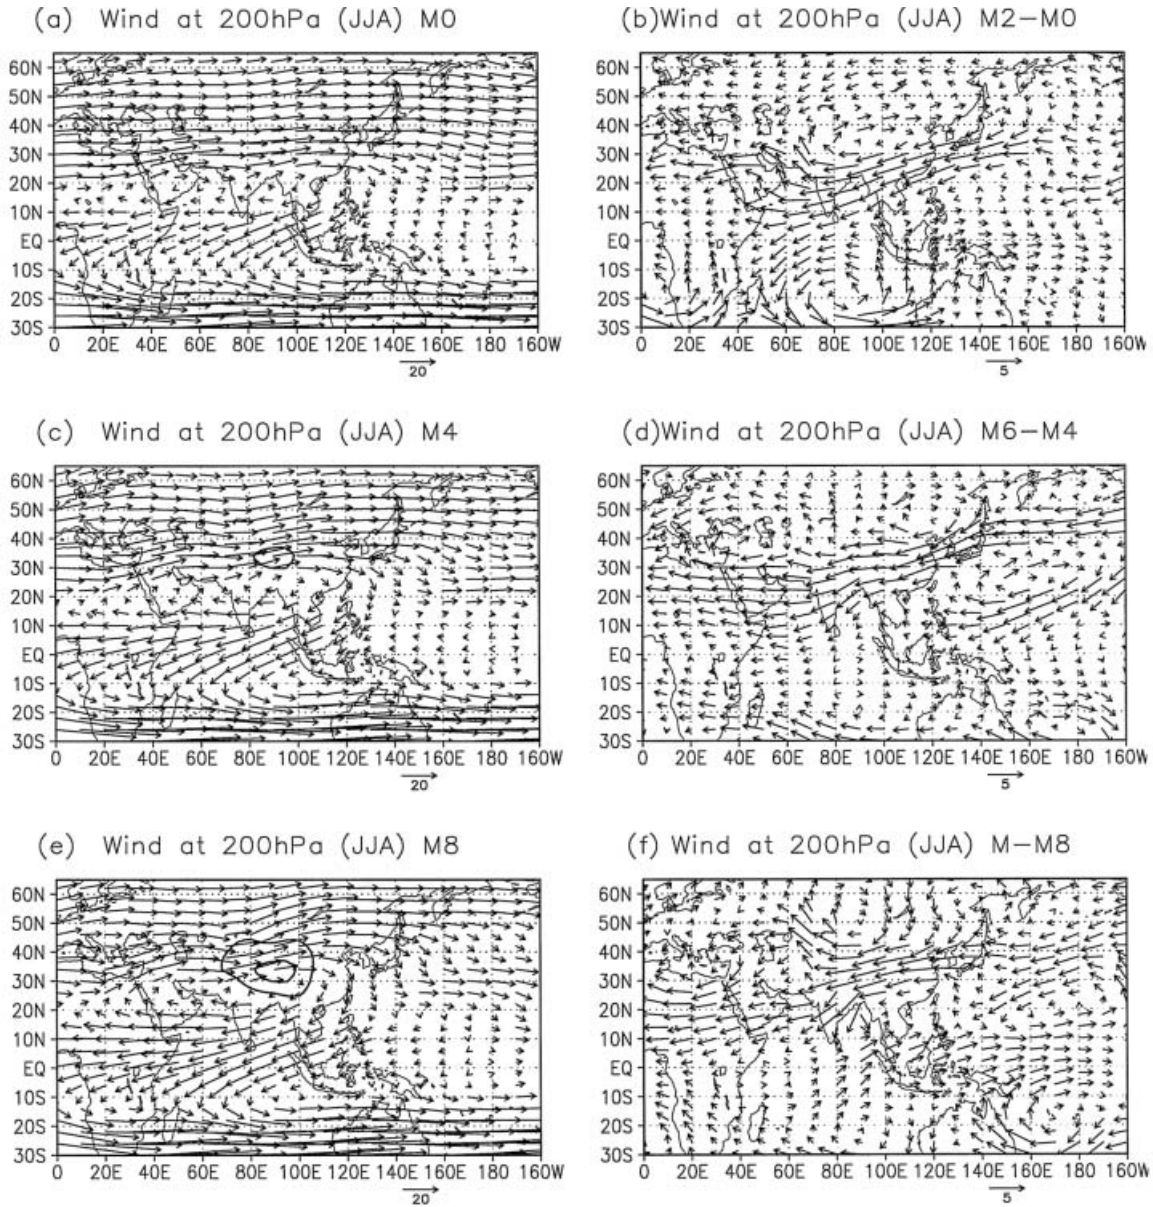 (a) Wind at 200hPa (JJA) M0
60N
50N
40N
30N
20N
10N
EQ
10S
20S
30S
0 20E 40E 60E 80E 100E 120E 140E 160E 180 160W
20
(b)Wind at 200hPa (JJA) M2-M0
60N
50N
40N
30N
20N
10N
EQ
10S
20S
30S
0 20E 40E 60E 80E 100E 120E 140E 160E 180 160W
5
(c) Wind at 200hPa (JJA) M4
60N
50N
40N
30N
20N
10N
EQ
10S
20S
30S
0 20E 40E 60E 80E 100E 120E 140E 160E 180 160W
20
(d)Wind at 200hPa (JJA) M6-M4
60N
50N
40N
30N
20N
10N
EQ
10S
20S
30S
0 20E 40E 60E 80E 100E 120E 140E 160E 180 160W
5
(e) Wind at 200hPa (JJA) M8
60N
50N
40N
30N
20N
10N
EQ
10S
20S
30S
0 20E 40E 60E 80E 100E 120E 140E 160E 180 160W
20
(f) Wind at 200hPa (JJA) M-M8
60N
50N
40N
30N
20N
10N
EQ
10S
20S
30S
0 20E 40E 60E 80E 100E 120E 140E 160E 180 160W
5